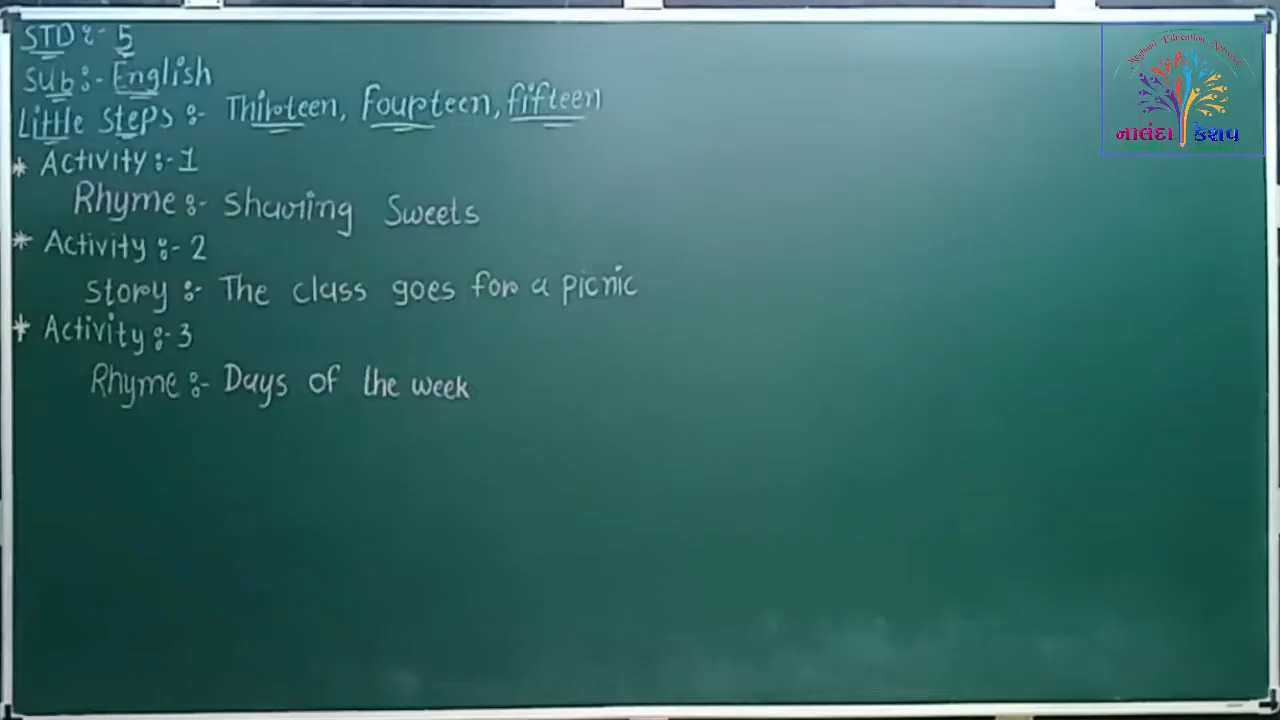 STD :- 5
Sub :- English
Little steps :- Thirteen, Fourteen, fifteen
* Activity :- 1
Rhyme :- Sharing Sweets
* Activity :- 2
Story :- The class goes for a picnic
* Activity :- 3
Rhyme :- Days of the week
Education
નાલંદા કેશવ